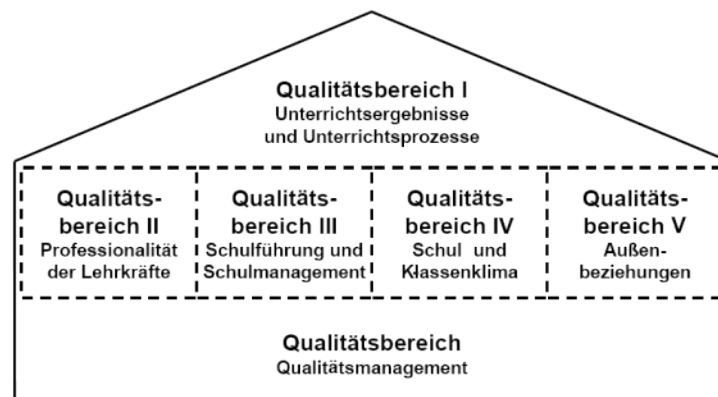 Qualitätsbereich I
Unterrichtsergebnisse
und Unterrichtsprozesse
Qualitäts-
bereich II
Professionalität
der Lehrkräfte
Qualitäts-
bereich III
Schulführung und
Schulmanagement
Qualitäts-
bereich IV
Schul und
Klassenklima
Qualitäts-
bereich V
Außen-
beziehungen
Qualitätsbereich
Qualitätsmanagement